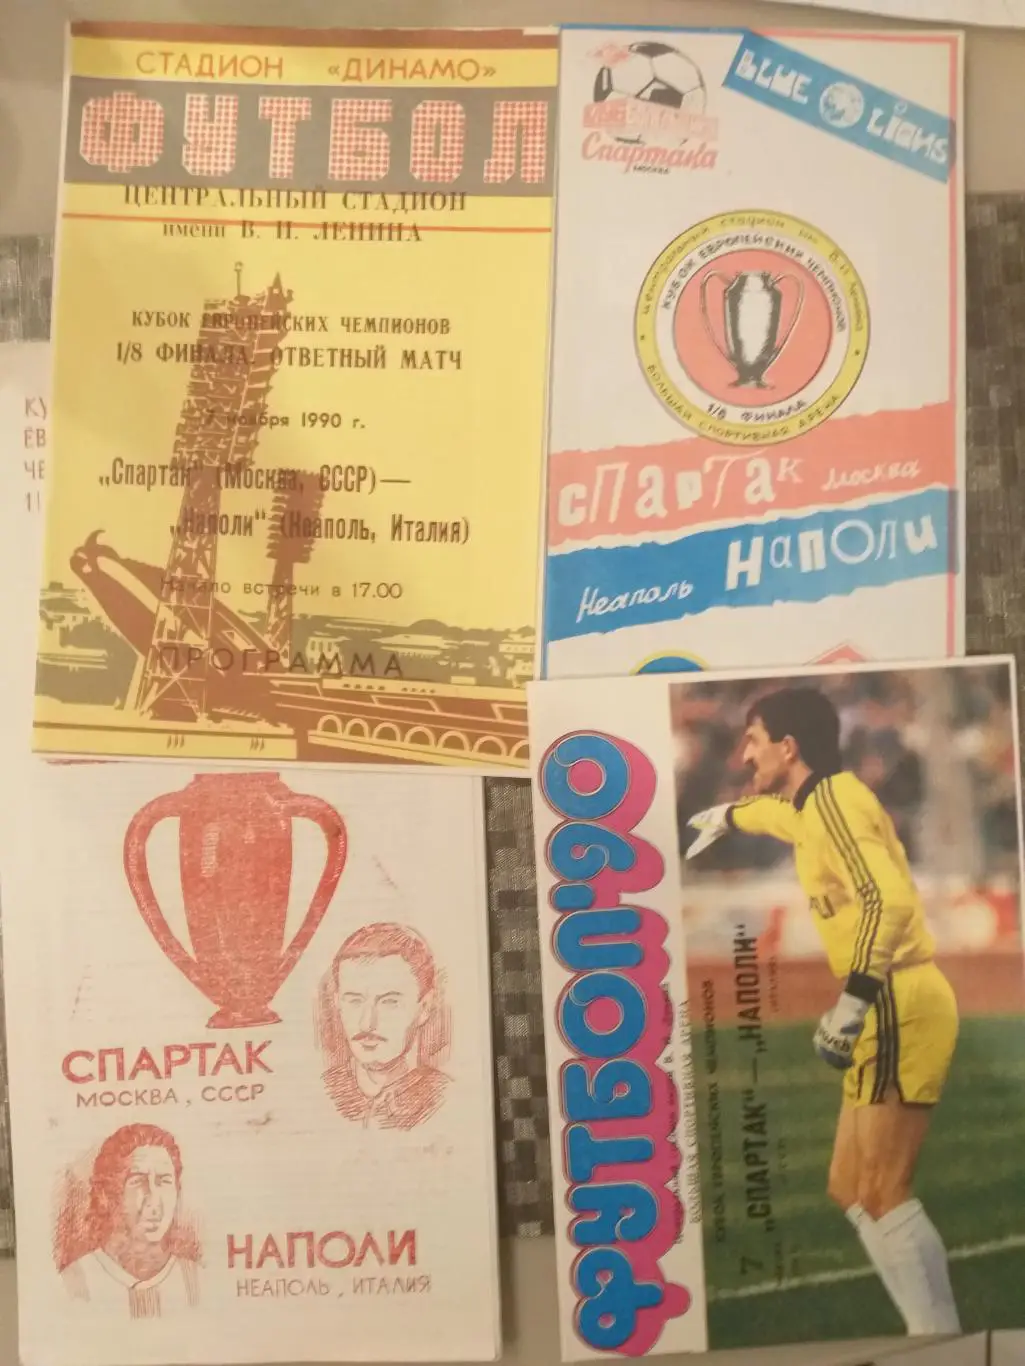 СТАДИОН «ДИНАМО»
ФУТБОЛ
ЦЕНТРАЛЬНЫЙ СТАДИОН
имени В. И. ЛЕНИНА
КУБОК ЕВРОПЕЙСКИХ ЧЕМПИОНОВ
1/8 ФИНАЛА. ОТВЕТНЫЙ МАТЧ
7 ноября 1990 г.
„Спартак" (Москва, СССР)—
„Наполи" (Неаполь, Италия)
Начало встречи в 17.00
ПРОГРАММА
Спартака
МОСКВА
BLUE LIONS
КУБОК ЕВРОПЕЙСКИХ ЧЕМПИОНОВ
1/8 ФИНАЛА
БОЛЬШАЯ СПОРТИВНАЯ АРЕНА
СПАРТАК Москва
Неаполь НАПОЛИ
СПАРТАК
МОСКВА, СССР
НАПОЛИ
НЕАПОЛЬ, ИТАЛИЯ
ФУТБОЛ'90
БОЛЬШАЯ СПОРТИВНАЯ АРЕНА
КУБОК ЕВРОПЕЙСКИХ ЧЕМПИОНОВ
7 „СПАРТАК"—„НАПОЛИ"